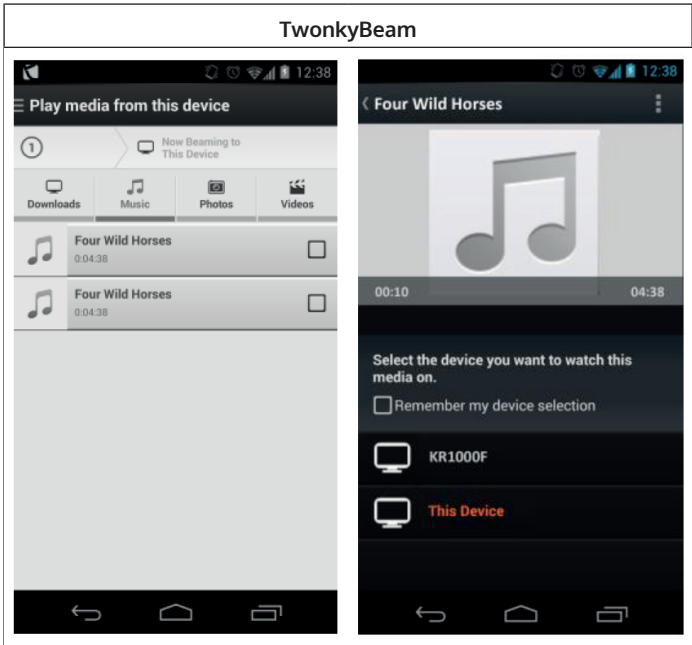 TwonkyBeam
12:38
Play media from this device
1
Now Beaming to
This Device
Downloads
Music
Photos
Videos
Four Wild Horses
0:04:38
Four Wild Horses
0:04:38
12:38
Four Wild Horses
00:10
04:38
Select the device you want to watch this
media on.
Remember my device selection
KR1000F
This Device